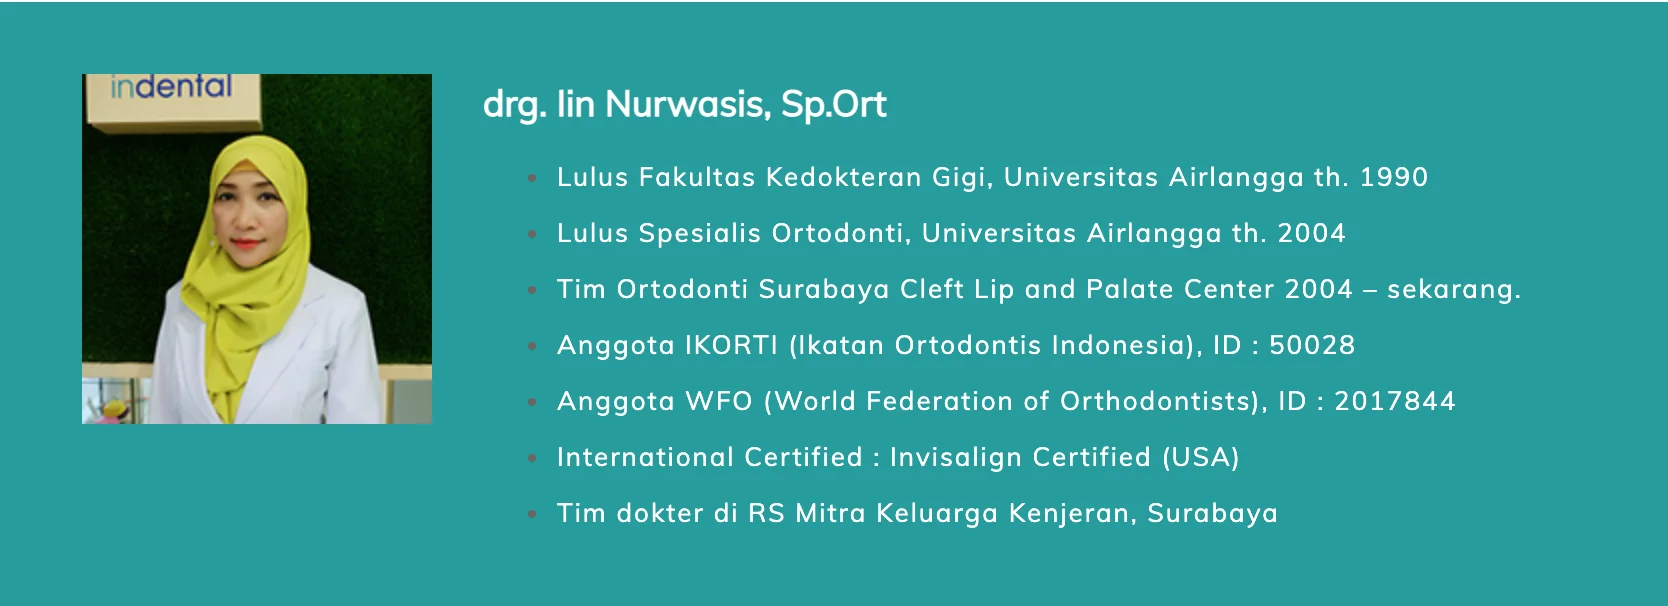 indental
drg. Iin Nurwasis, Sp.Ort
Lulus Fakultas Kedokteran Gigi, Universitas Airlangga th. 1990
Lulus Spesialis Ortodonti, Universitas Airlangga th. 2004
Tim Ortodonti Surabaya Cleft Lip and Palate Center 2004 – sekarang.
Anggota IKORTI (Ikatan Ortodontis Indonesia), ID : 50028
Anggota WFO (World Federation of Orthodontists), ID : 2017844
International Certified : Invisalign Certified (USA)
Tim dokter di RS Mitra Keluarga Kenjeran, Surabaya